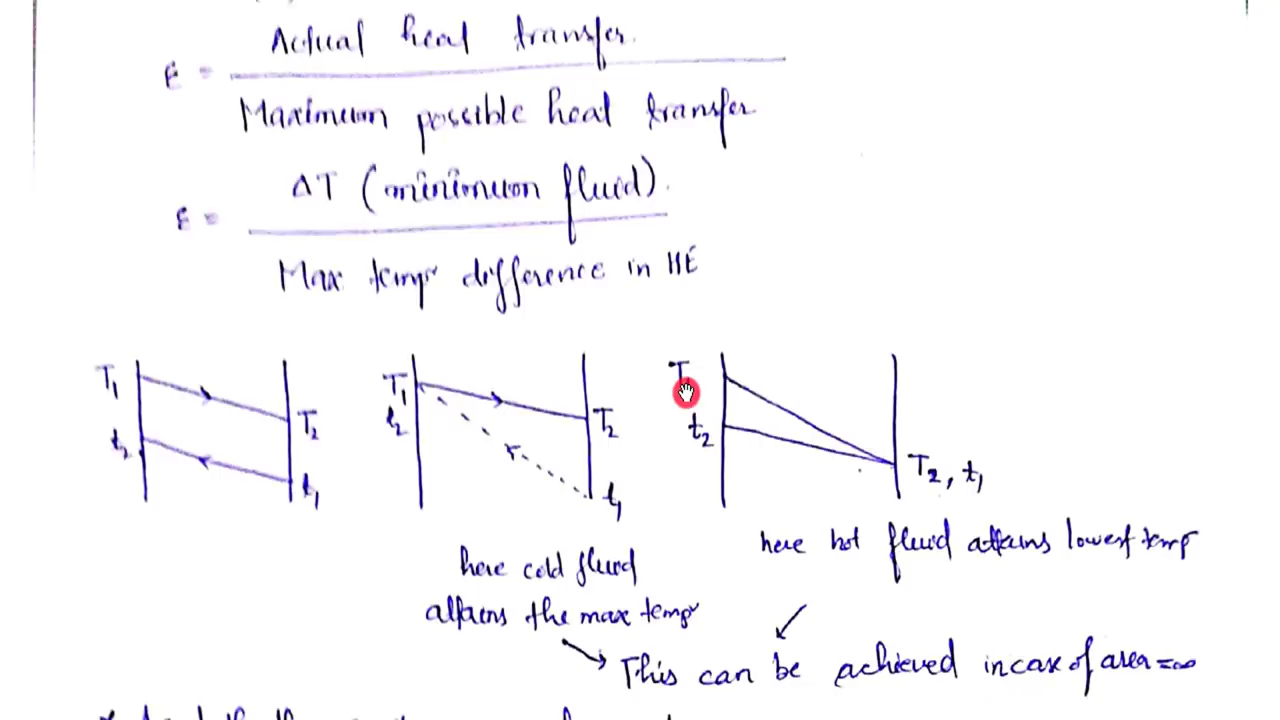 Actual heat transfer.
ε =
Maximum possible heat transfer
ΔT (minimum fluid).
ε =
Max temp difference in HE
T1 T2 t2 t1
T1 t2 T2 t1
T t2 T2, t1
here cold fluid
attains the max temp
here hot fluid attains lowest temp
This can be achieved in case of area = ∞